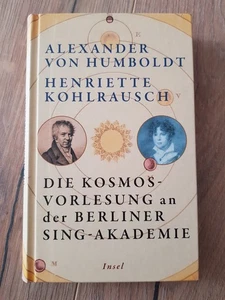 ALEXANDER
VON HUMBOLDT
HENRIETTE
KOHLRAUSCH
DIE KOSMOS-
VORLESUNG an
der BERLINER
SING-AKADEMIE
Insel